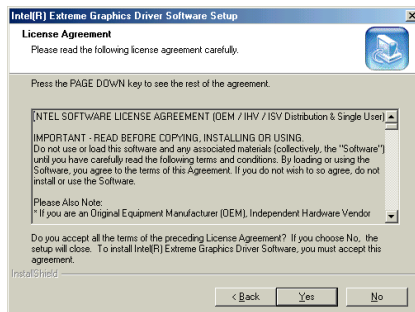 Intel(R) Extreme Graphics Driver Software Setup
License Agreement
Please read the following license agreement carefully.
Press the PAGE DOWN key to see the rest of the agreement.
INTEL SOFTWARE LICENSE AGREEMENT (OEM / IHV / ISV Distribution & Single User)
IMPORTANT - READ BEFORE COPYING, INSTALLING OR USING.
Do not use or load this software and any associated materials (collectively, the "Software")
until you have carefully read the following terms and conditions. By loading or using the
Software, you agree to the terms of this Agreement. If you do not wish to so agree, do not
install or use the Software.
Please Also Note:
* If you are an Original Equipment Manufacturer (OEM), Independent Hardware Vendor
Do you accept all the terms of the preceding License Agreement? If you choose No, the
setup will close. To install Intel(R) Extreme Graphics Driver Software, you must accept this
agreement.
InstallShield
< Back Yes No